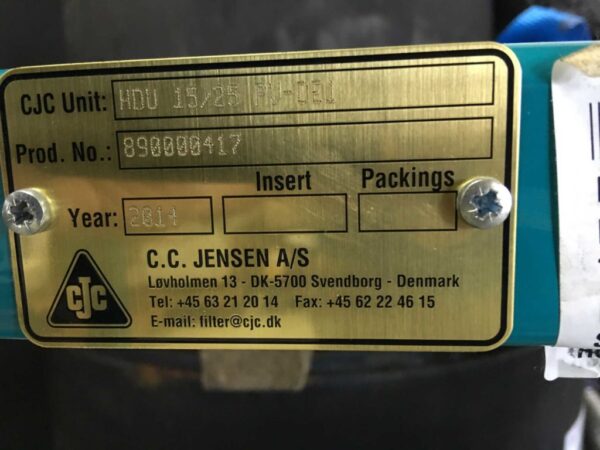 CJC Unit: HDU 15/25
Prod. No.: 890000417
Insert Packings
Year: 2014
C.C. JENSEN A/S
Løvholmen 13 - DK-5700 Svendborg - Denmark
Tel: +45 63 21 20 14 Fax: +45 62 22 46 15
E-mail: filter@cjc.dk
CJC